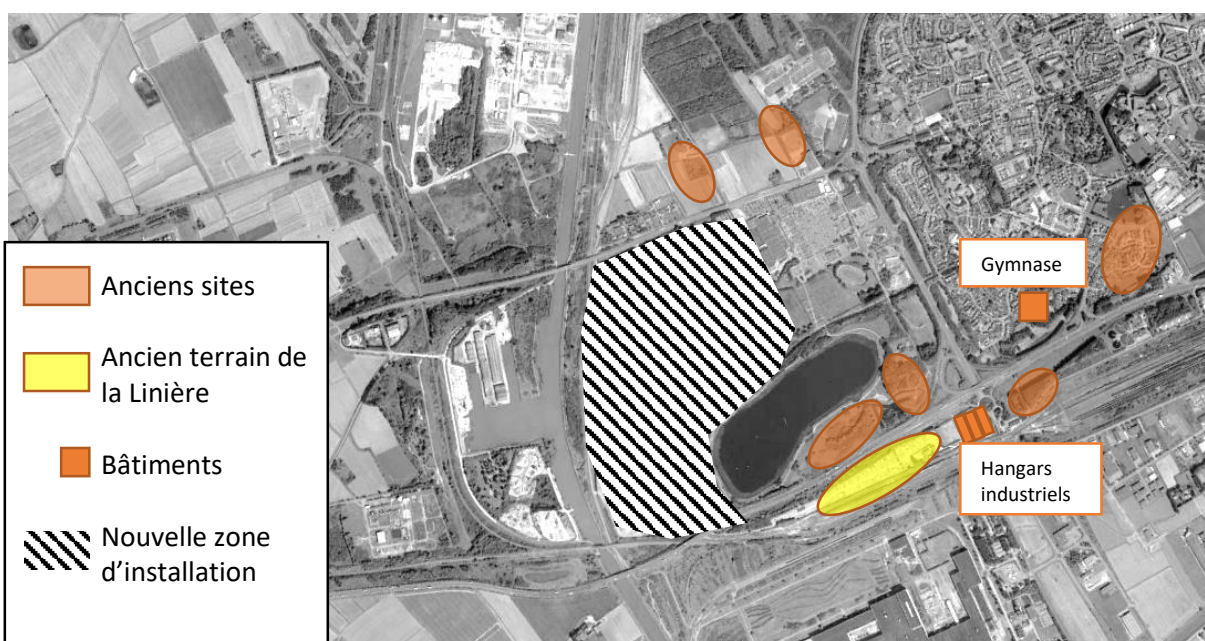 Gymnase
Anciens sites
Ancien terrain de
la Linière
Bâtiments
Hangars
industriels
Nouvelle zone
d’installation